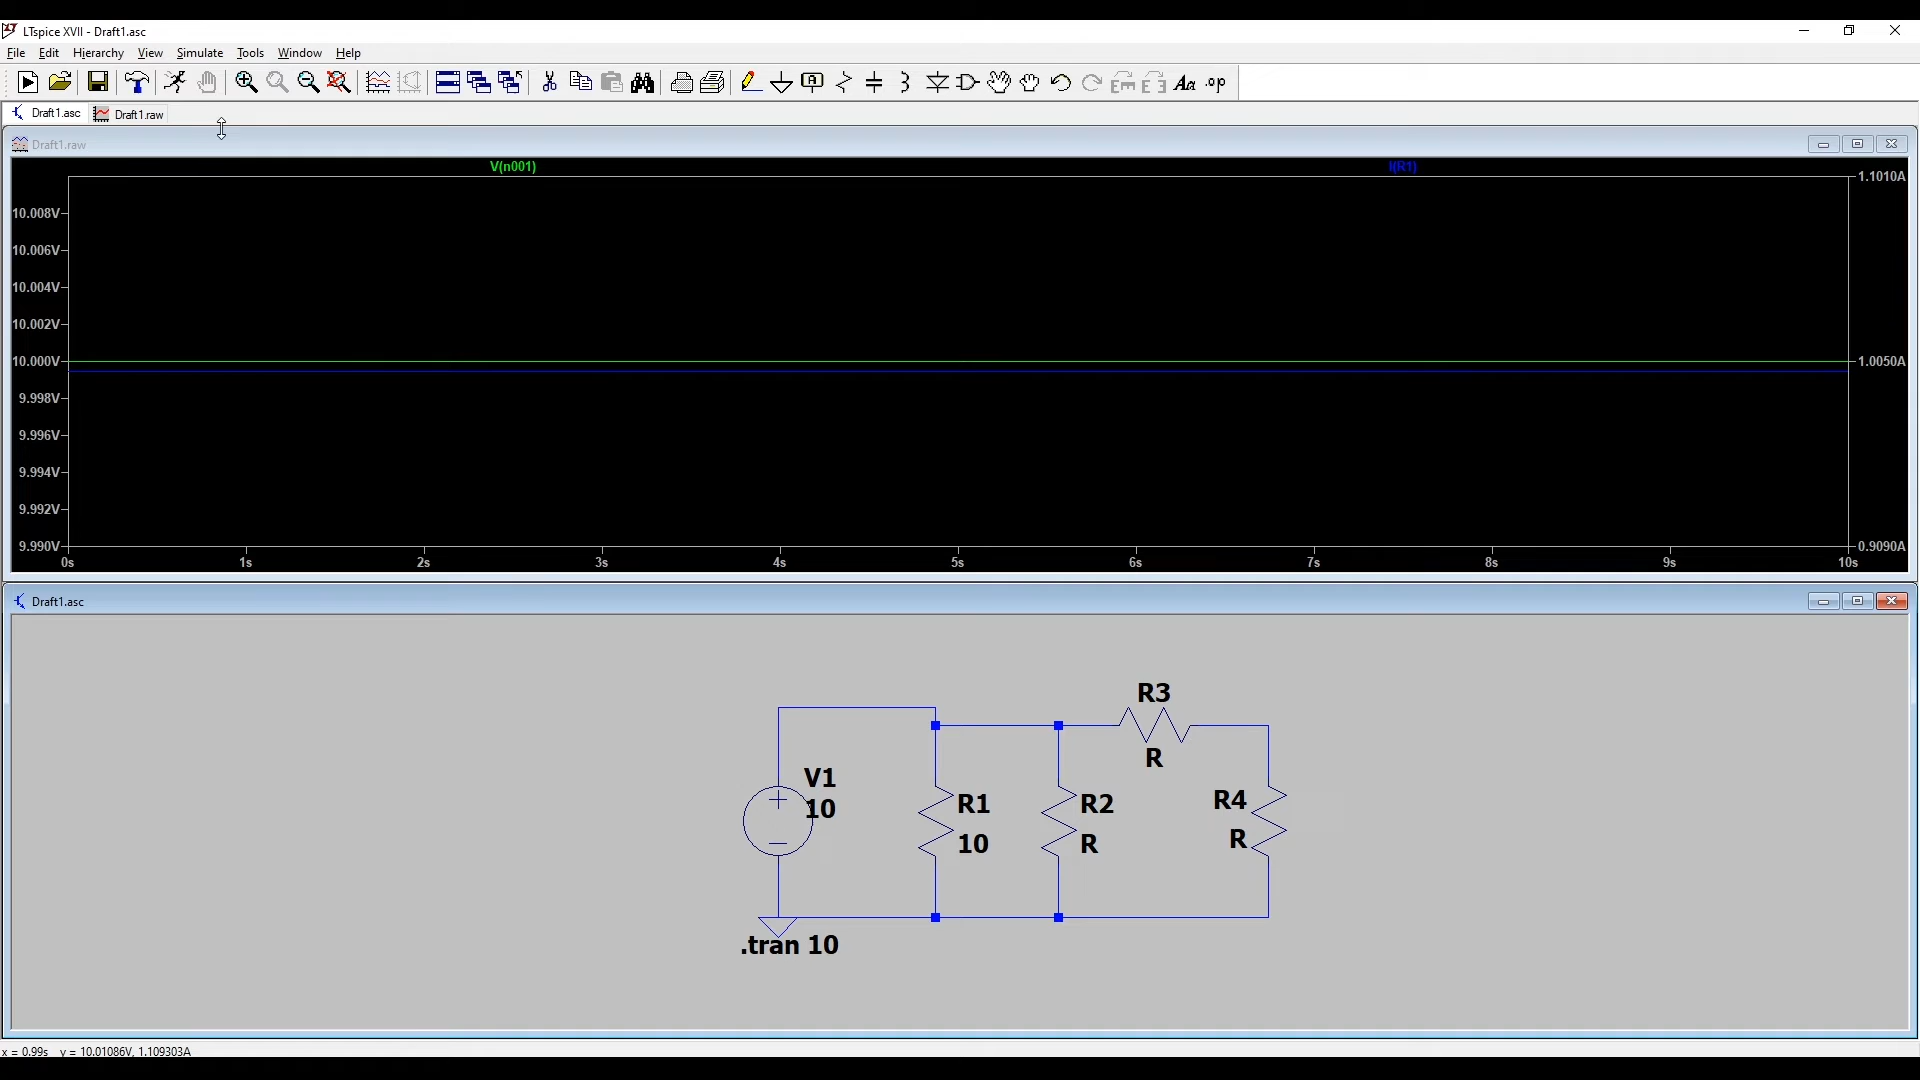 LTspice XVII - Draft1.asc
File Edit Hierarchy View Simulate Tools Window Help
Aa .op
Draft1.asc Draft1.raw
Draft1.raw
V(n001) I(R1)
1.1010A
10.008V
10.006V
10.004V
10.002V
10.000V 1.0050A
9.998V
9.996V
9.994V
9.992V
9.990V 0.9090A
0s 1s 2s 3s 4s 5s 6s 7s 8s 9s 10s
Draft1.asc
R3
R
V1
10
R1
10
R2
R
R4
R
.tran 10
x = 0.99s y = 10.01086V, 1.109303A